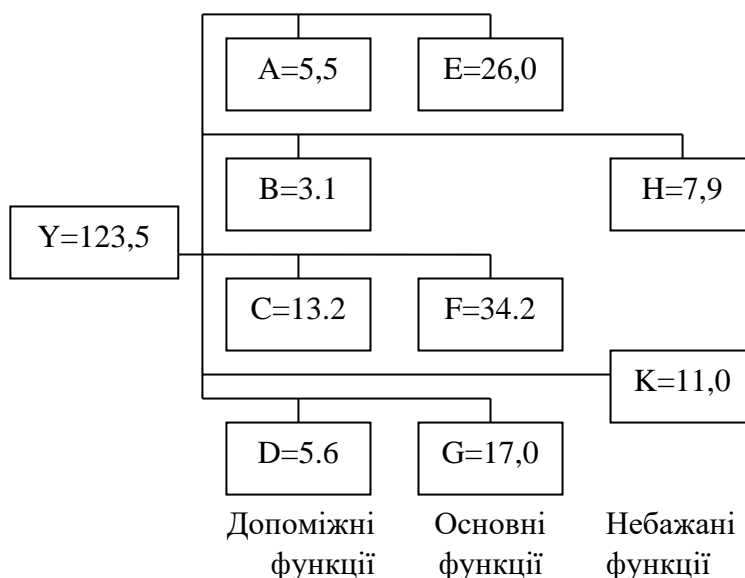 A=5,5 E=26,0
B=3.1 H=7,9
Y=123,5
C=13.2 F=34.2
K=11,0
D=5.6 G=17,0
Допоміжні Основні Небажані
функції функції функції